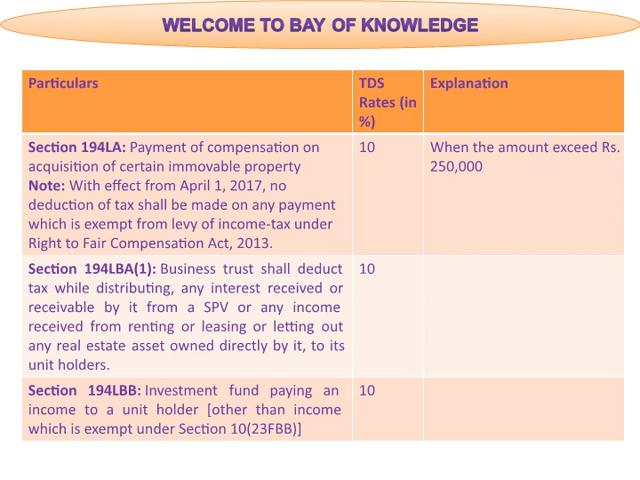 WELCOME TO BAY OF KNOWLEDGE
Particulars
TDS
Rates (in
%)
Explanation
Section 194LA: Payment of compensation on
acquisition of certain immovable property
Note: With effect from April 1, 2017, no
deduction of tax shall be made on any payment
which is exempt from levy of income-tax under
Right to Fair Compensation Act, 2013.
10
When the amount exceed Rs.
250,000
Section 194LBA(1): Business trust shall deduct
tax while distributing, any interest received or
receivable by it from a SPV or any income
received from renting or leasing or letting out
any real estate asset owned directly by it, to its
unit holders.
10
Section 194LBB: Investment fund paying an
income to a unit holder [other than income
which is exempt under Section 10(23FBB)]
10